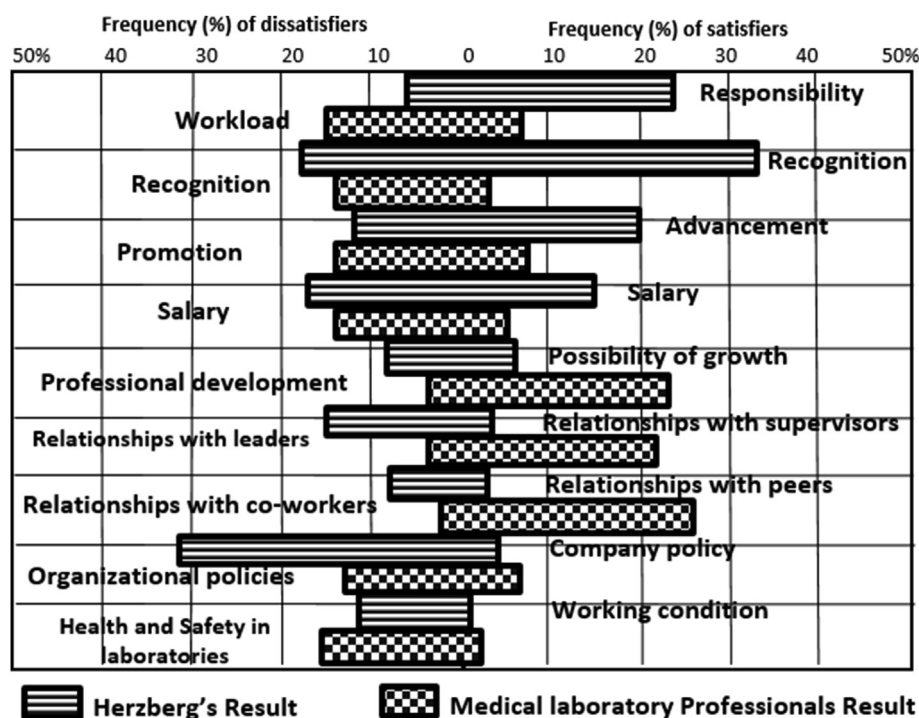 Frequency (%) of dissatisfiers
Frequency (%) of satisfiers
50% 40 30 20 10 0 10 20 30 40 50%
Responsibility
Workload
Recognition
Recognition
Advancement
Promotion
Salary
Salary
Possibility of growth
Professional development
Relationships with supervisors
Relationships with leaders
Relationships with peers
Relationships with co-workers
Company policy
Organizational policies
Working condition
Health and Safety in
laboratories
Herzberg's Result
Medical laboratory Professionals Result